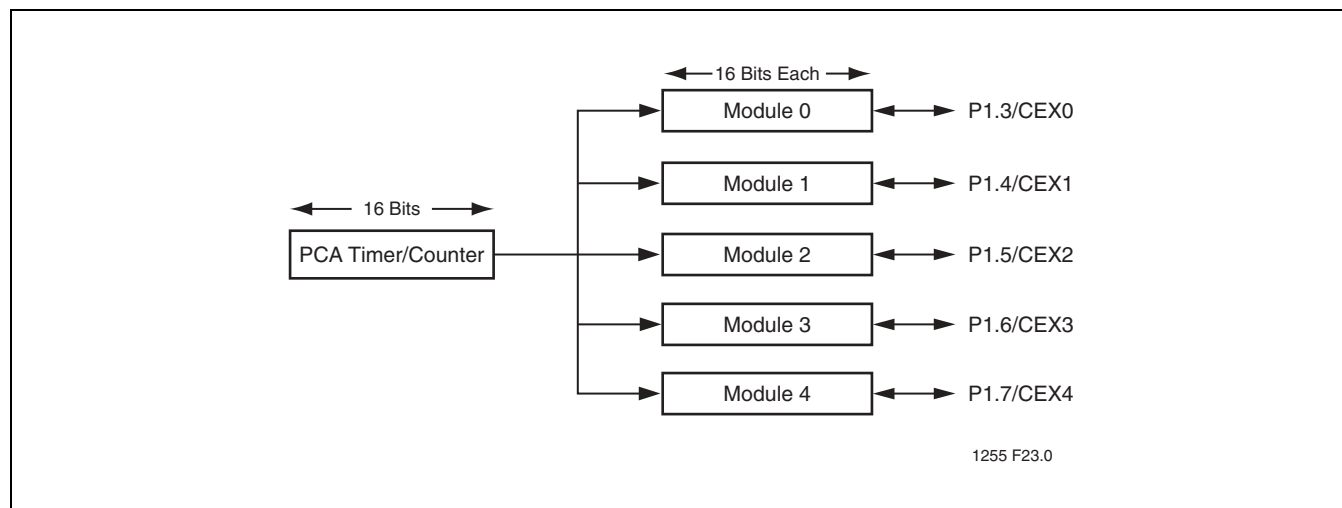 16 Bits Each
Module 0
P1.3/CEX0
Module 1
P1.4/CEX1
16 Bits
PCA Timer/Counter
Module 2
P1.5/CEX2
Module 3
P1.6/CEX3
Module 4
P1.7/CEX4
1255 F23.0